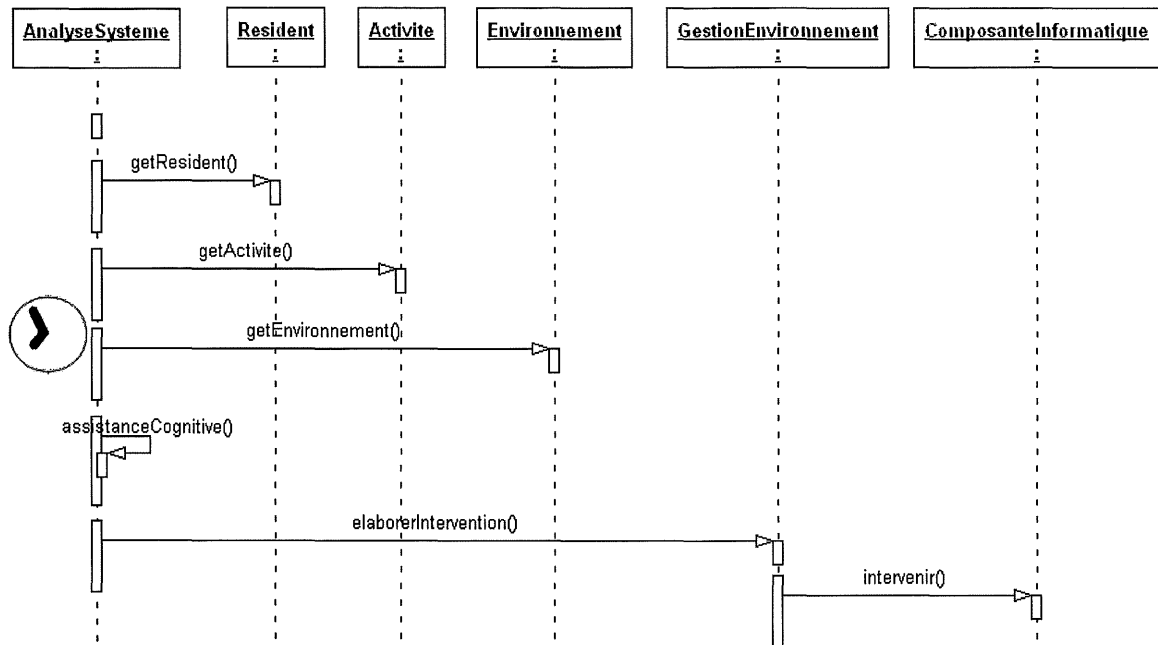 AnalyseSysteme
:
Resident
:
Activite
:
Environnement
:
GestionEnvironnement
:
ComposanteInformatique
:
getResident()
getActivite()
getEnvironnement()
assistanceCognitive()
elaborerIntervention()
intervenir()